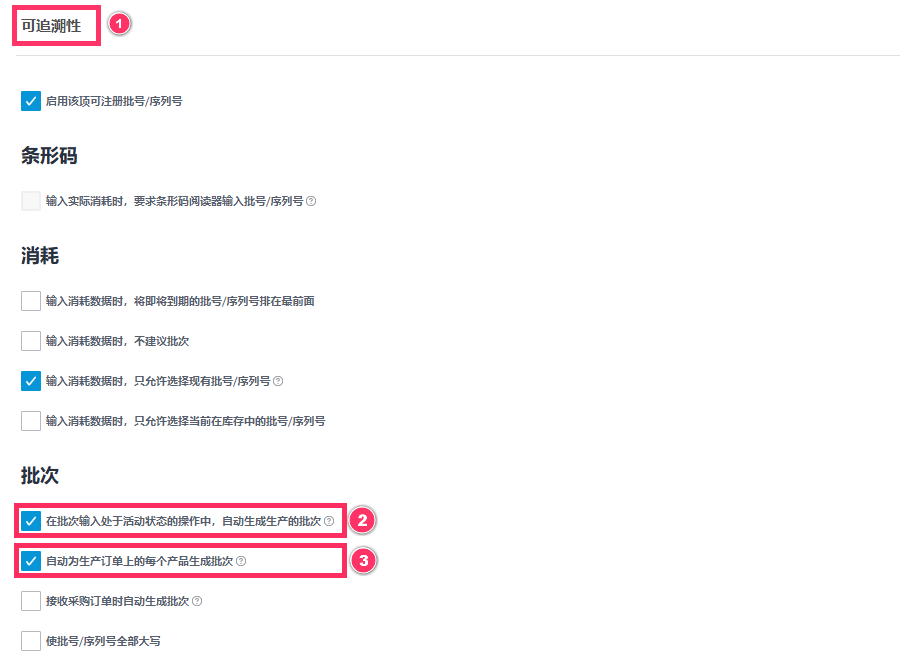 可追溯性
1
启用该项可注册批号/序列号
条形码
输入实际消耗时，要求条形码阅读器输入批号/序列号
消耗
输入消耗数据时，将即将到期的批号/序列号排在最前面
输入消耗数据时，不建议批次
输入消耗数据时，只允许选择现有批号/序列号
输入消耗数据时，只允许选择当前在库存中的批号/序列号
批次
在批次输入处于活动状态的操作中，自动生成生产的批次
2
自动为生产订单上的每个产品生成批次
3
接收采购订单时自动生成批次
使批号/序列号全部大写